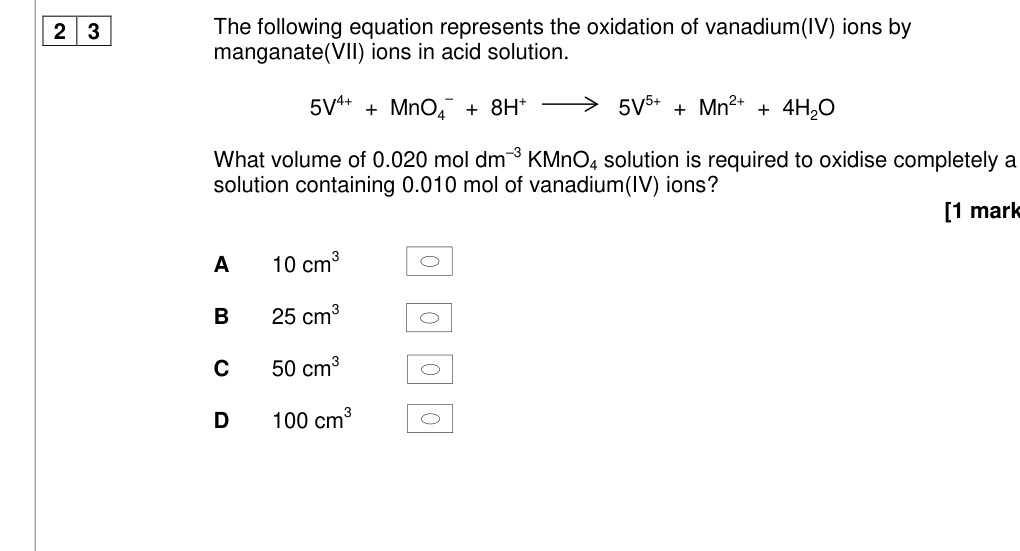 2 3
The following equation represents the oxidation of vanadium(IV) ions by
manganate(VII) ions in acid solution.
5V⁴⁺ + MnO₄⁻ + 8H⁺ ⟶ 5V⁵⁺ + Mn²⁺ + 4H₂O
What volume of 0.020 mol dm⁻³ KMnO₄ solution is required to oxidise completely a
solution containing 0.010 mol of vanadium(IV) ions?
[1 mark
A 10 cm³
B 25 cm³
C 50 cm³
D 100 cm³